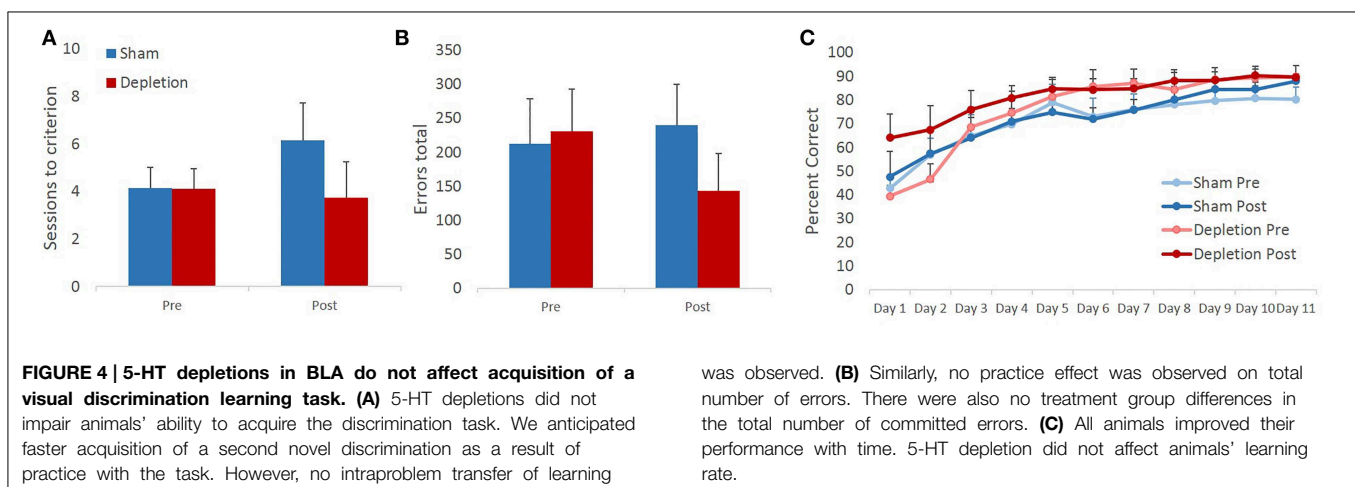 A
Sessions to criterion
10
8
6
4
2
0
Sham
Depletion
Pre
Post
B
Errors total
350
300
250
200
150
100
50
0
Pre
Post
C
Percent Correct
100
90
80
70
60
50
40
30
20
10
0
Sham Pre
Sham Post
Depletion Pre
Depletion Post
Day 1 Day 2 Day 3 Day 4 Day 5 Day 6 Day 7 Day 8 Day 9 Day 10 Day 11
FIGURE 4 | 5-HT depletions in BLA do not affect acquisition of a
visual discrimination learning task. (A) 5-HT depletions did not
impair animals’ ability to acquire the discrimination task. We anticipated
faster acquisition of a second novel discrimination as a result of
practice with the task. However, no intraproblem transfer of learning
was observed. (B) Similarly, no practice effect was observed on total
number of errors. There were also no treatment group differences in
the total number of committed errors. (C) All animals improved their
performance with time. 5-HT depletion did not affect animals’ learning
rate.